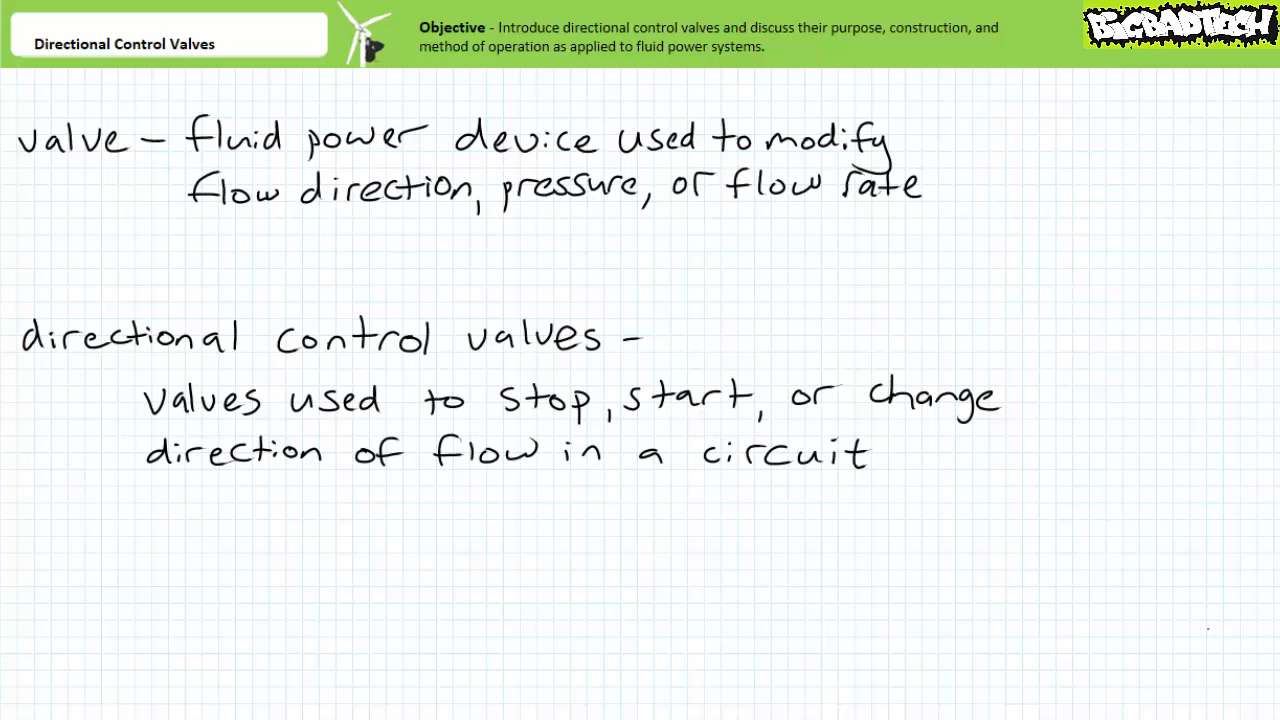 Directional Control Valves
Objective - Introduce directional control valves and discuss their purpose, construction, and
method of operation as applied to fluid power systems.
BIGBADTECH
valve - fluid power device used to modify
flow direction, pressure, or flow rate
directional control valves -
valves used to stop, start, or change
direction of flow in a circuit